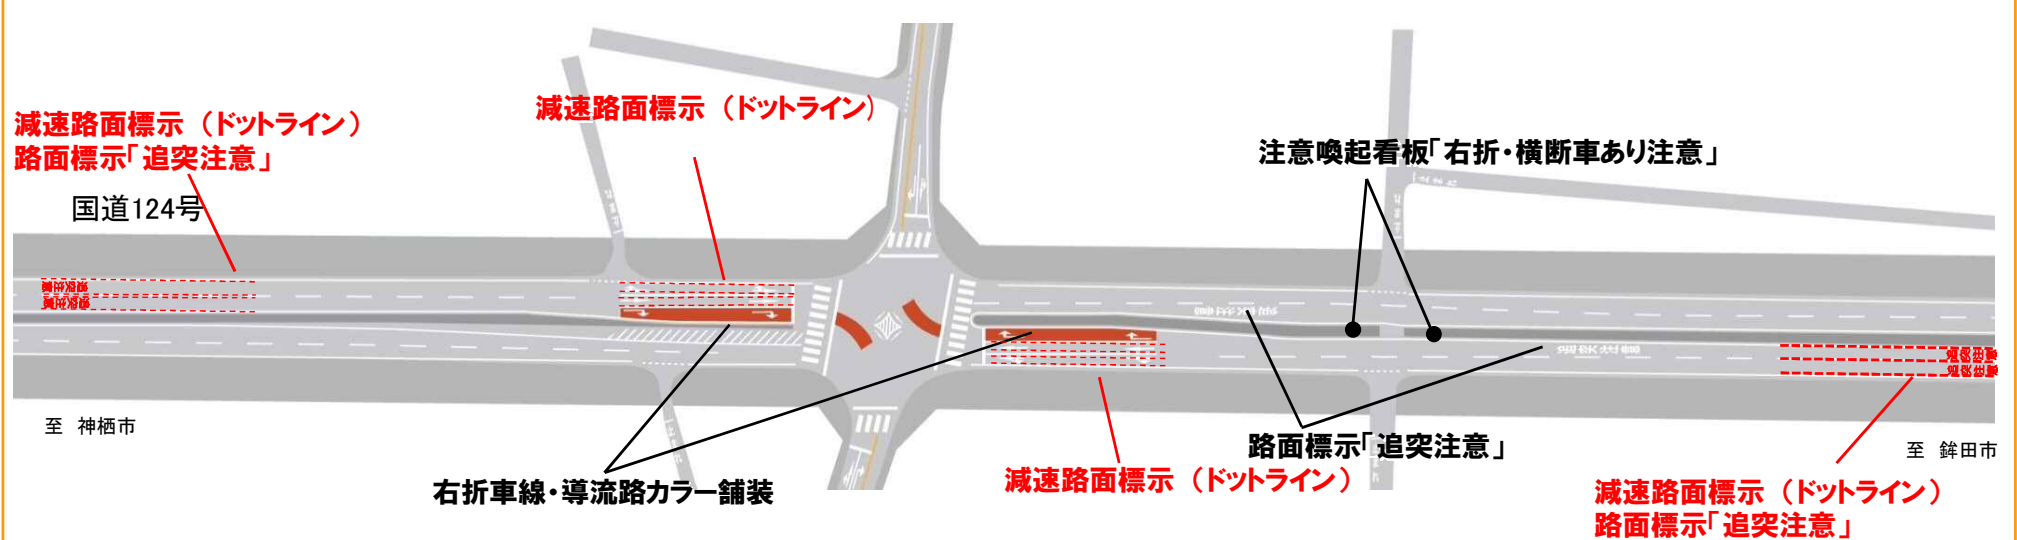 減速路面標示（ドットライン）
路面標示「追突注意」
国道124号
減速路面標示（ドットライン）
注意喚起看板「右折・横断車あり注意」
至 神栖市
右折車線・導流路カラー舗装
減速路面標示（ドットライン）
路面標示「追突注意」
至 鉾田市
減速路面標示（ドットライン）
路面標示「追突注意」